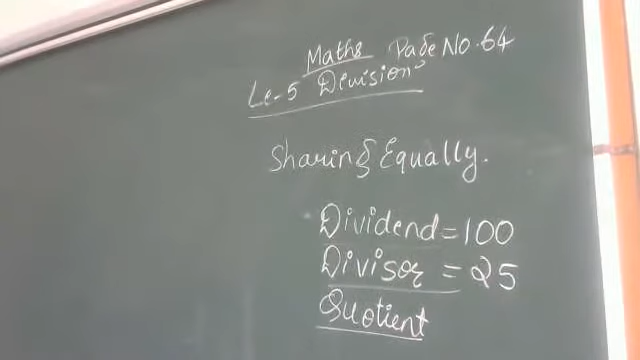 Maths Page No. 64
Le-5 Division
Sharing Equally.
Dividend = 100
Divisor = 25
Quotient